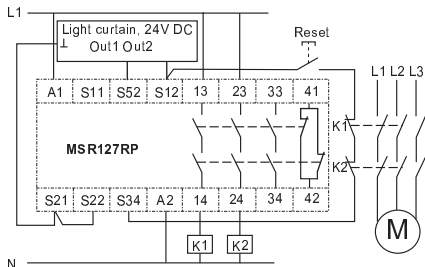 L1
Light curtain, 24V DC
⊥ Out1 Out2
Reset
L1 L2 L3
A1 S11 S52 S12 13 23 33 41
K1
MSR127RP
K2
S21 S22 S34 A2 14 24 34 42
M
K1 K2
N